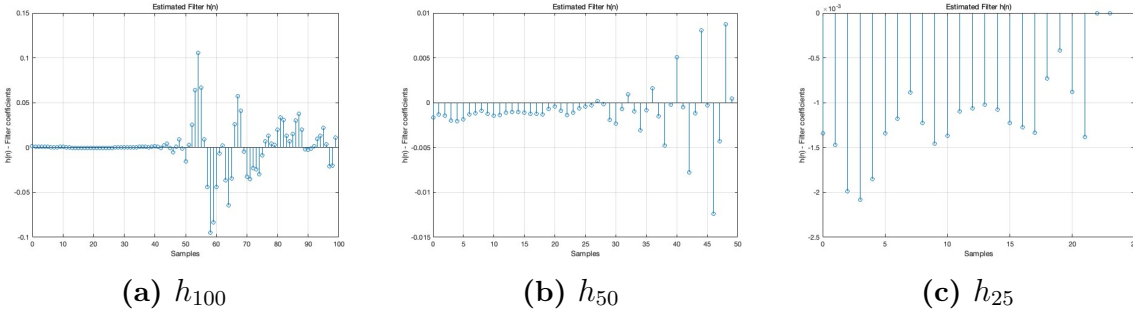 Estimated Filter h(n)
0.15
0.1
0.05
0
-0.05
-0.1
h(n) - Filter coefficients
0 10 20 30 40 50 60 70 80 90 100
Samples
(a) h100
Estimated Filter h(n)
0.01
0.005
0
-0.005
-0.01
-0.015
h(n) - Filter coefficients
0 5 10 15 20 25 30 35 40 45 50
Samples
(b) h50
Estimated Filter h(n)
×10-3
0
-0.5
-1
-1.5
-2
-2.5
h(n) - Filter coefficients
0 5 10 15 20 25
Samples
(c) h25